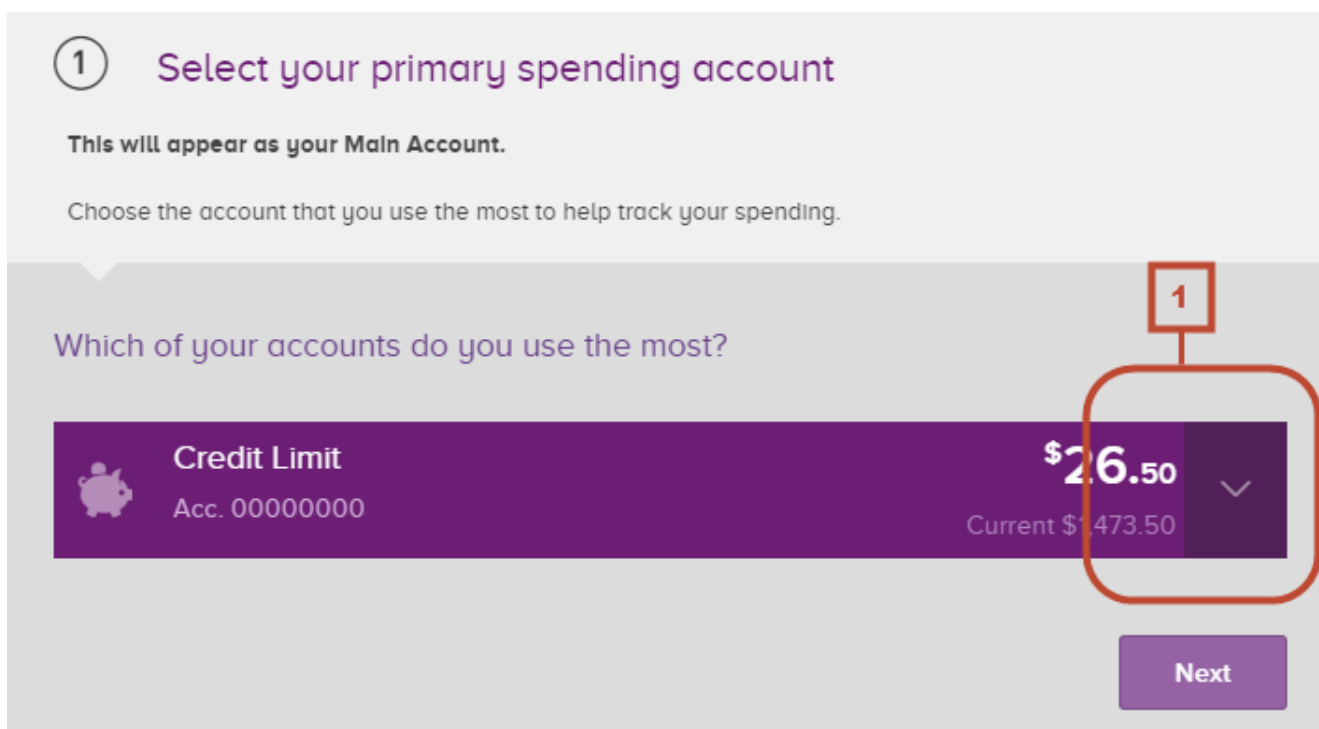 1 Select your primary spending account
This will appear as your Main Account.
Choose the account that you use the most to help track your spending.
1
Which of your accounts do you use the most?
Credit Limit $26.50
Acc. 00000000 Current $1,473.50
Next